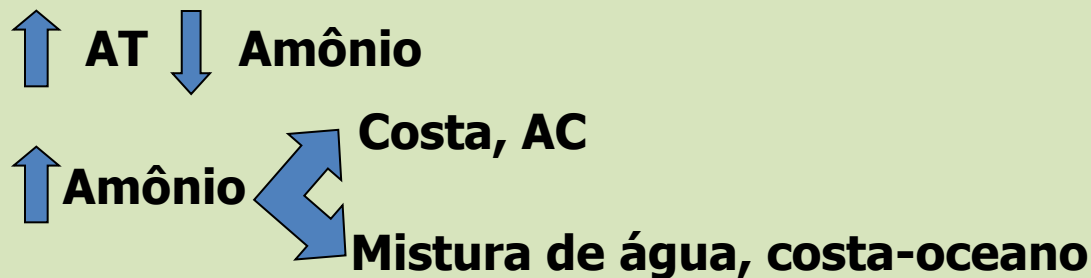 AT Amônio
Costa, AC
Amônio
Mistura de água, costa-oceano